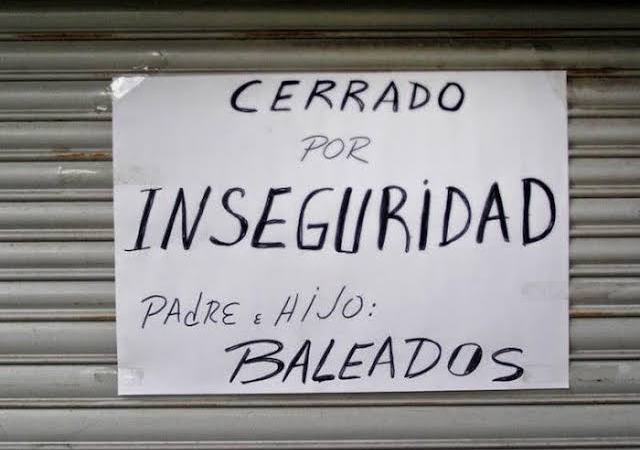 CERRADO
POR
INSEGURiDAD
PAdRE E HiJO:
BALEADOS